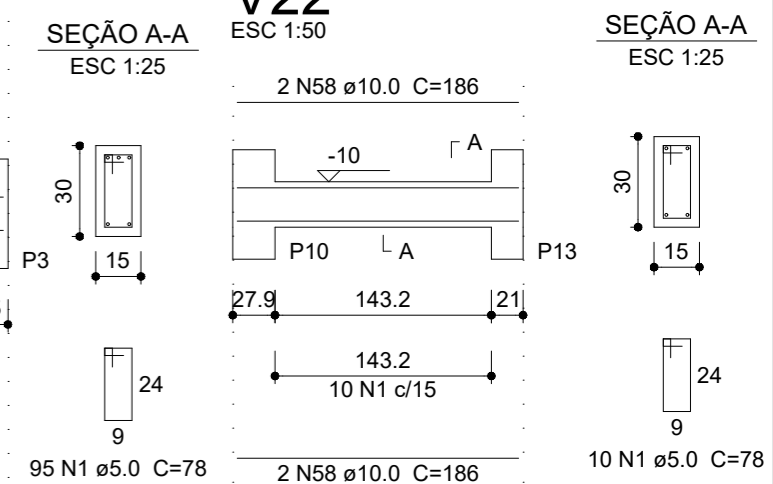 V22
ESC 1:50
SEÇÃO A-A
ESC 1:25
30
15
P3
24
9
95 N1 ø5.0 C=78
2 N58 ø10.0 C=186
-10
A
A
P10
P13
27.9
143.2
21
143.2
10 N1 c/15
2 N58 ø10.0 C=186
SEÇÃO A-A
ESC 1:25
30
15
24
9
10 N1 ø5.0 C=78